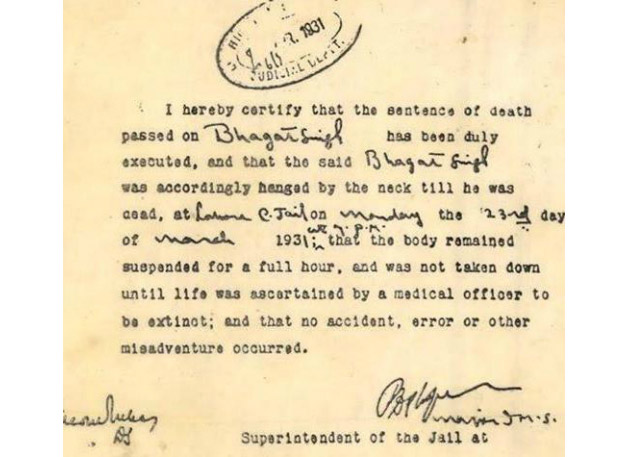 1931
JUDICIAL DEPTT.
I hereby certify that the sentence of death
passed on Bhagat Singh has been duly
executed, and that the said Bhagat Singh
was accordingly hanged by the neck till he was
dead, at Lahore C. Jail on Monday the 23rd day
of March 1931; at 7 P.M. that the body remained
suspended for a full hour, and was not taken down
until life was ascertained by a medical officer to
be extinct; and that no accident, error or other
misadventure occurred.
Major I.M.S.
Superintendent of the Jail at